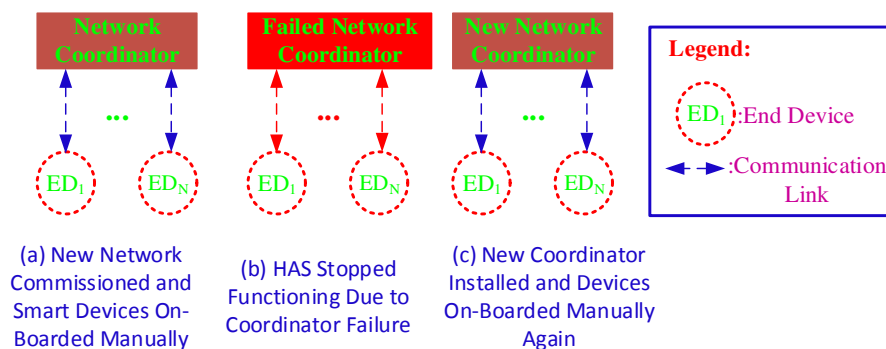 Network
Coordinator
...
ED1
EDN
(a) New Network
Commissioned and
Smart Devices On-
Boarded Manually
Failed Network
Coordinator
...
ED1
EDN
(b) HAS Stopped
Functioning Due to
Coordinator Failure
New Network
Coordinator
...
ED1
EDN
(c) New Coordinator
Installed and Devices
On-Boarded Manually
Again
Legend:
ED1 :End Device
:Communication
Link